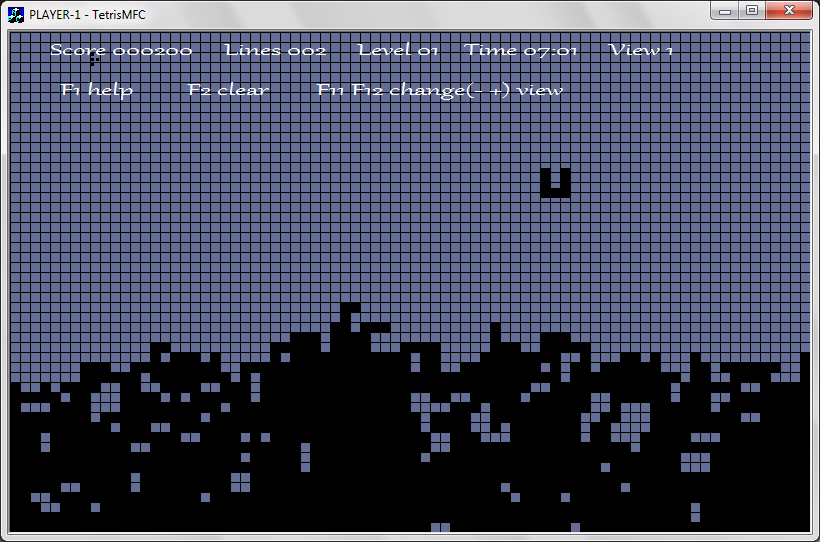 PLAYER-1 - TetrisMFC
Score 000200 Lines 002 Level 01 Time 07:01 View 1
F1 help F2 clear F11 F12 change(- +) view